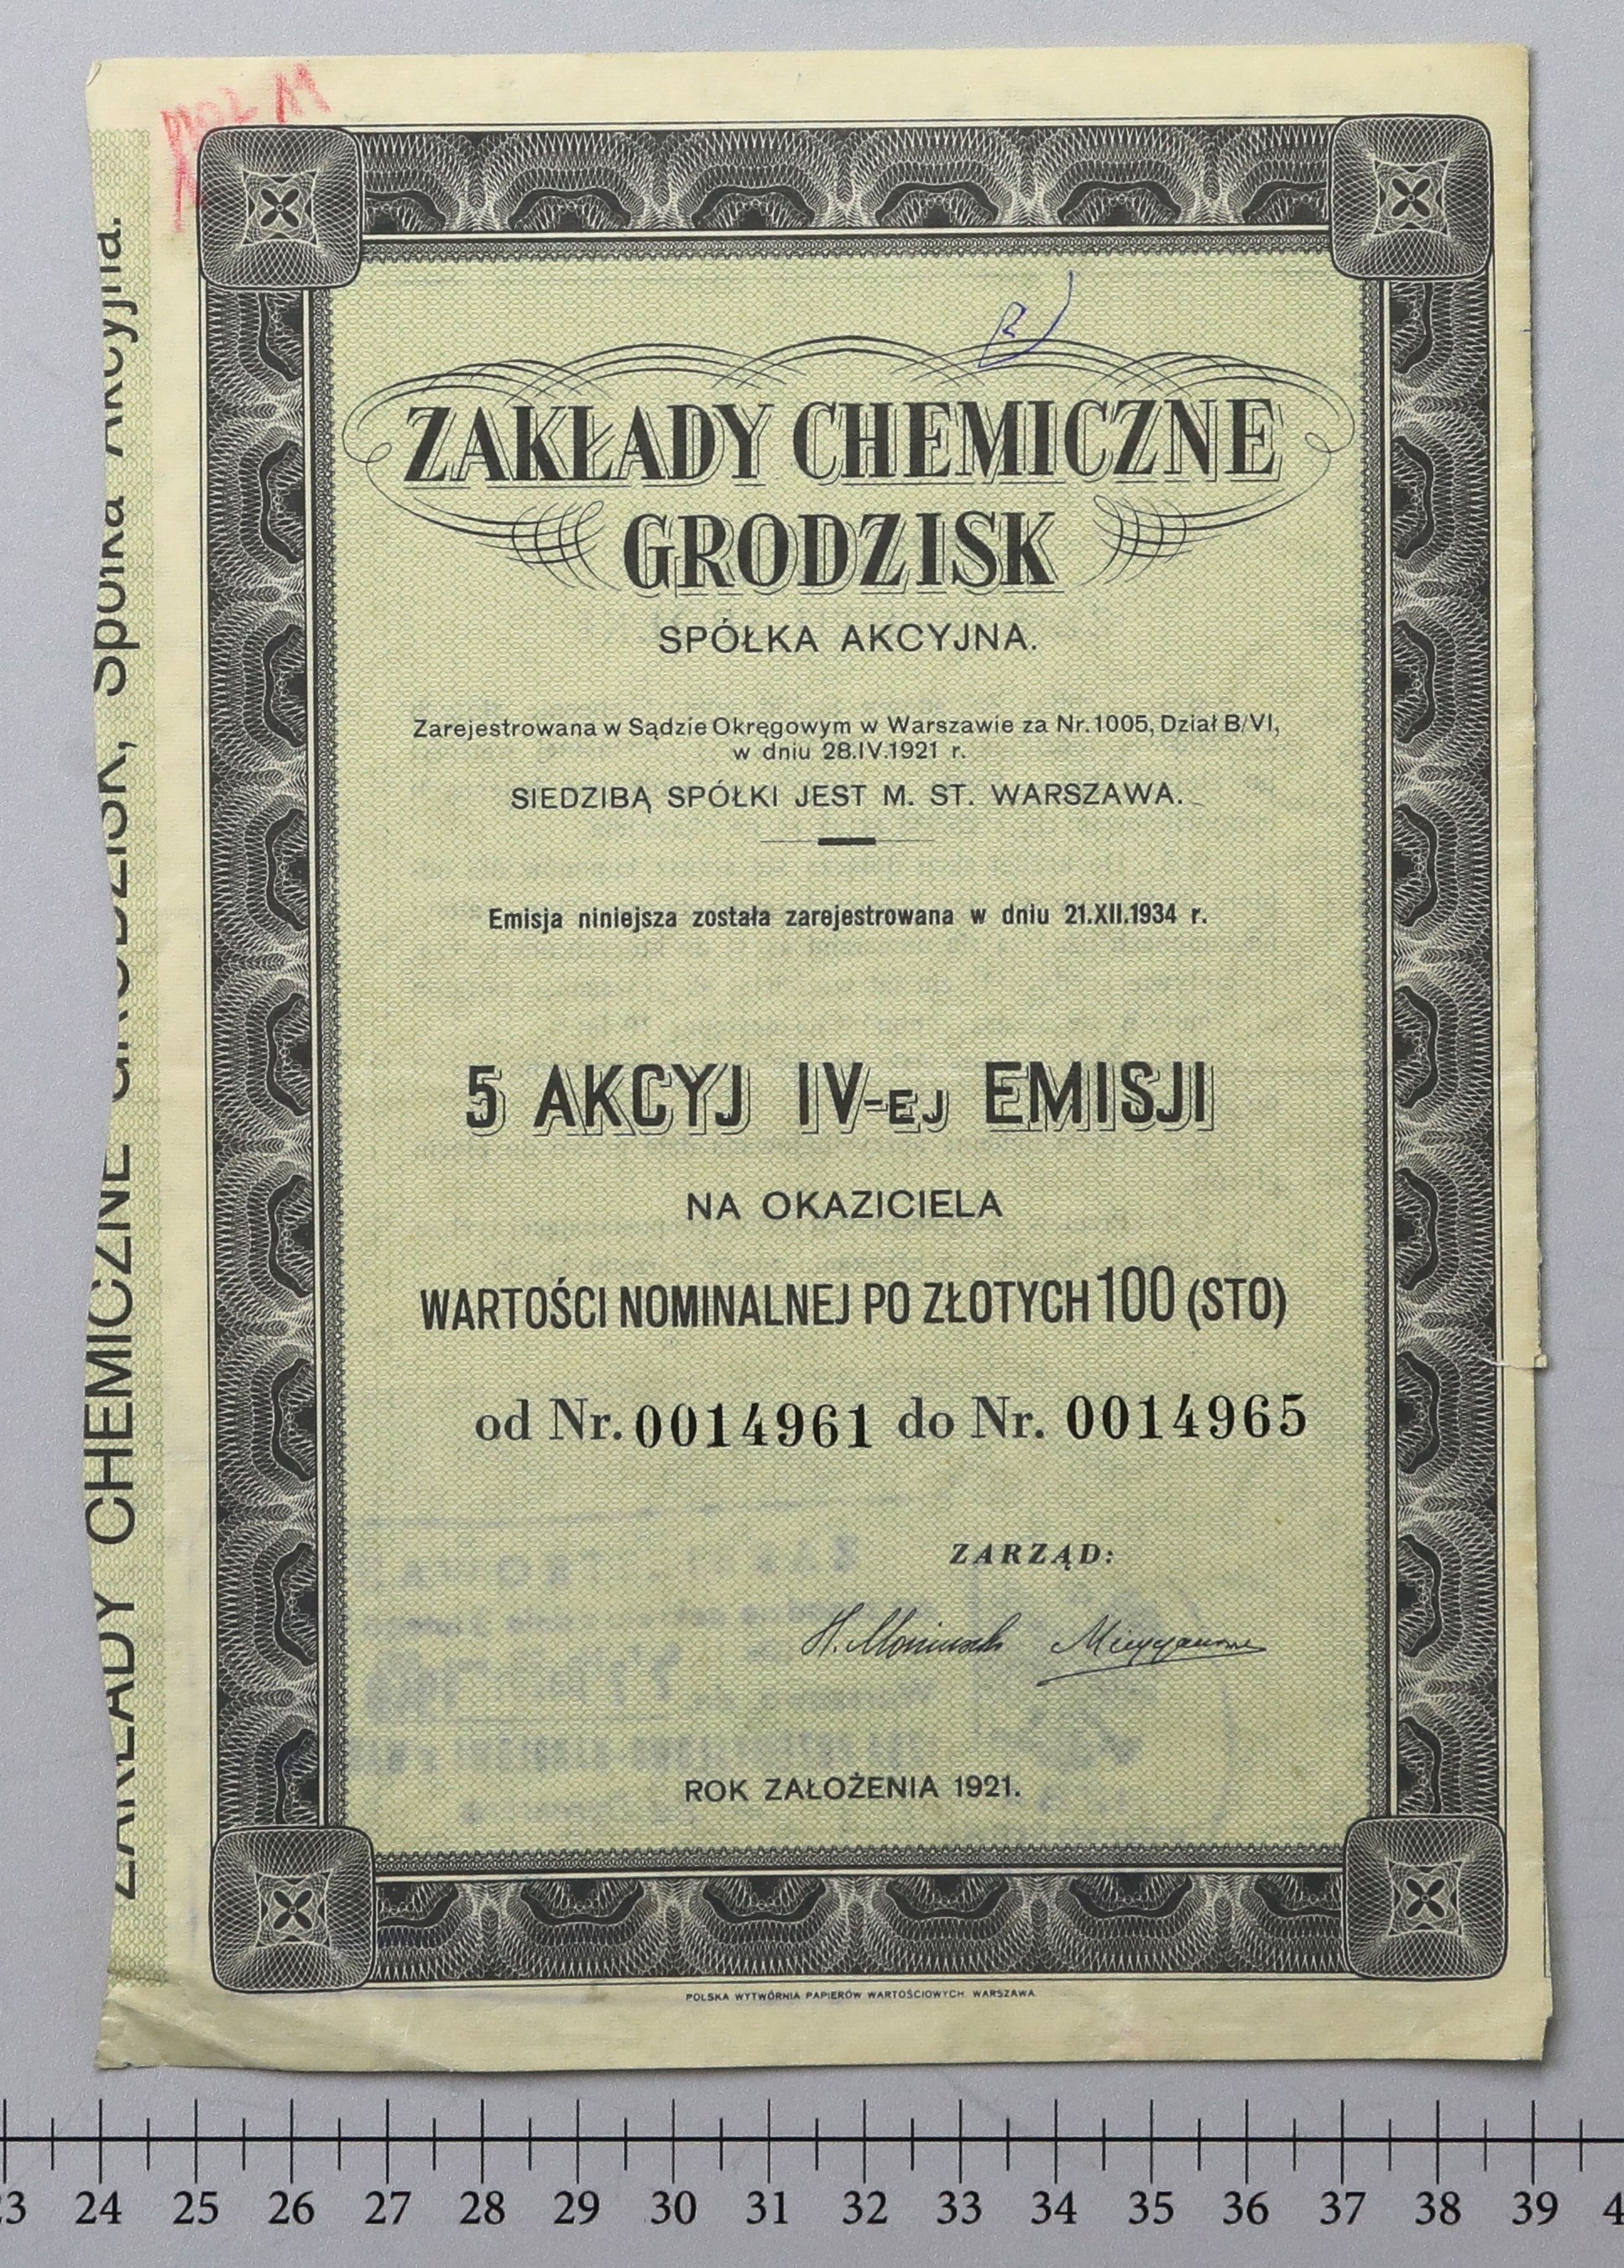 ZAKŁADY CHEMICZNE GRODZISK, Spółka Akcyjna.
ZAKŁADY CHEMICZNE
GRODZISK
SPÓŁKA AKCYJNA.
Zarejestrowana w Sądzie Okręgowym w Warszawie za Nr. 1005, Dział B/VI,
w dniu 28.IV.1921 r.
SIEDZIBĄ SPÓŁKI JEST M. ST. WARSZAWA.
Emisja niniejsza została zarejestrowana w dniu 21.XII.1934 r.
5 AKCYJ IV-EJ EMISJI
NA OKAZICIELA
WARTOŚCI NOMINALNEJ PO ZŁOTYCH 100 (STO)
od Nr. 0014961 do Nr. 0014965
ZARZĄD:
ROK ZAŁOŻENIA 1921.
POLSKA WYTWÓRNIA PAPIERÓW WARTOŚCIOWYCH WARSZAWA
24 25 26 27 28 29 30 31 32 33 34 35 36 37 38 39